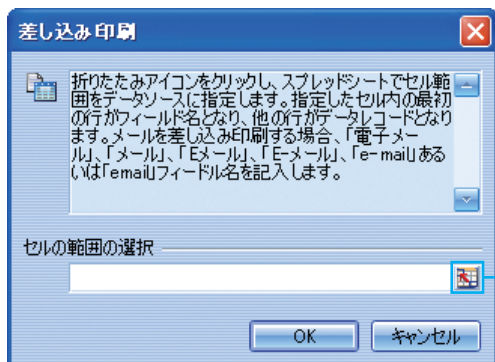 差し込み印刷
折りたたみアイコンをクリックし、スプレッドシートでセル範
囲をデータソースに指定します。指定したセル内の最初
の行がフィールド名となり、他の行がデータレコードとなり
ます。メールを差し込み印刷する場合、「電子メー
ル」、「メール」、「Eメール」、「E-メール」、「e-mail」ある
いは「email」フィードル名を記入します。
セルの範囲の選択
OK キャンセル